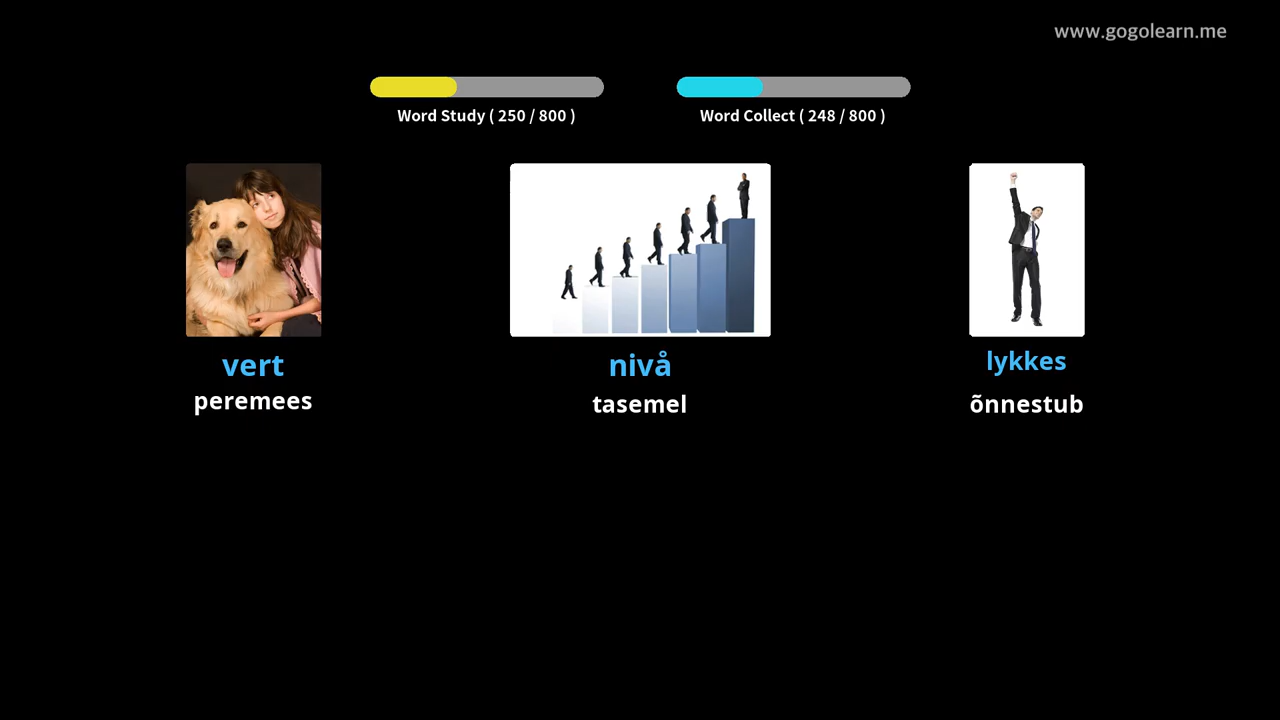 www.gogolearn.me
Word Study ( 250 / 800 )
Word Collect ( 248 / 800 )
vert
peremees
nivå
tasemel
lykkes
õnnestub